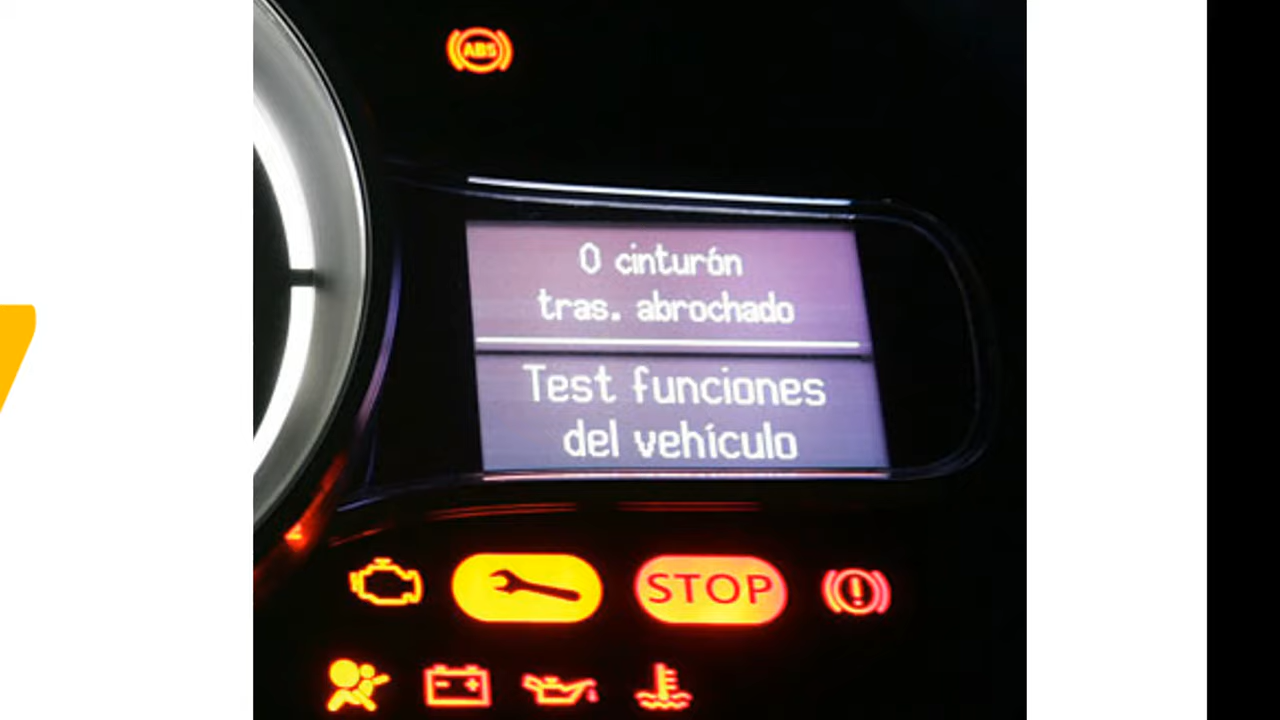 ABS
0 cinturón
tras. abrochado
Test funciones
del vehículo
STOP